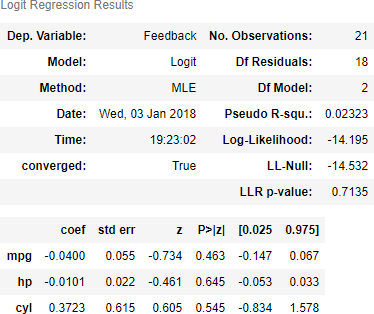 Logit Regression Results
Dep. Variable: Feedback No. Observations: 21
Model: Logit Df Residuals: 18
Method: MLE Df Model: 2
Date: Wed, 03 Jan 2018 Pseudo R-squ.: 0.02323
Time: 19:23:02 Log-Likelihood: -14.195
converged: True LL-Null: -14.532
LLR p-value: 0.7135
coef std err z P>|z| [0.025 0.975]
mpg -0.0400 0.055 -0.734 0.463 -0.147 0.067
hp -0.0101 0.022 -0.461 0.645 -0.053 0.033
cyl 0.3723 0.615 0.605 0.545 -0.834 1.578